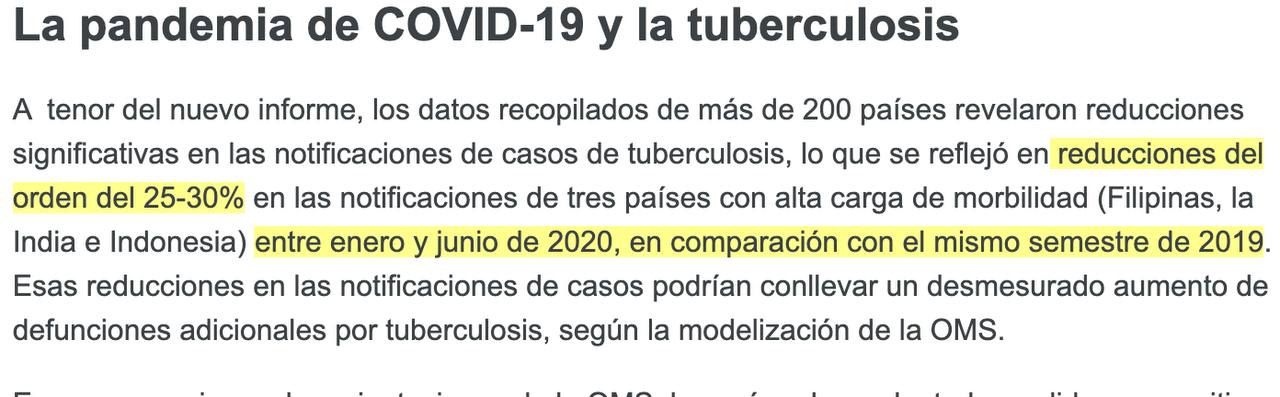 La pandemia de COVID-19 y la tuberculosis
A tenor del nuevo informe, los datos recopilados de más de 200 países revelaron reducciones
significativas en las notificaciones de casos de tuberculosis, lo que se reflejó en reducciones del
orden del 25-30% en las notificaciones de tres países con alta carga de morbilidad (Filipinas, la
India e Indonesia) entre enero y junio de 2020, en comparación con el mismo semestre de 2019.
Esas reducciones en las notificaciones de casos podrían conllevar un desmesurado aumento de
defunciones adicionales por tuberculosis, según la modelización de la OMS.